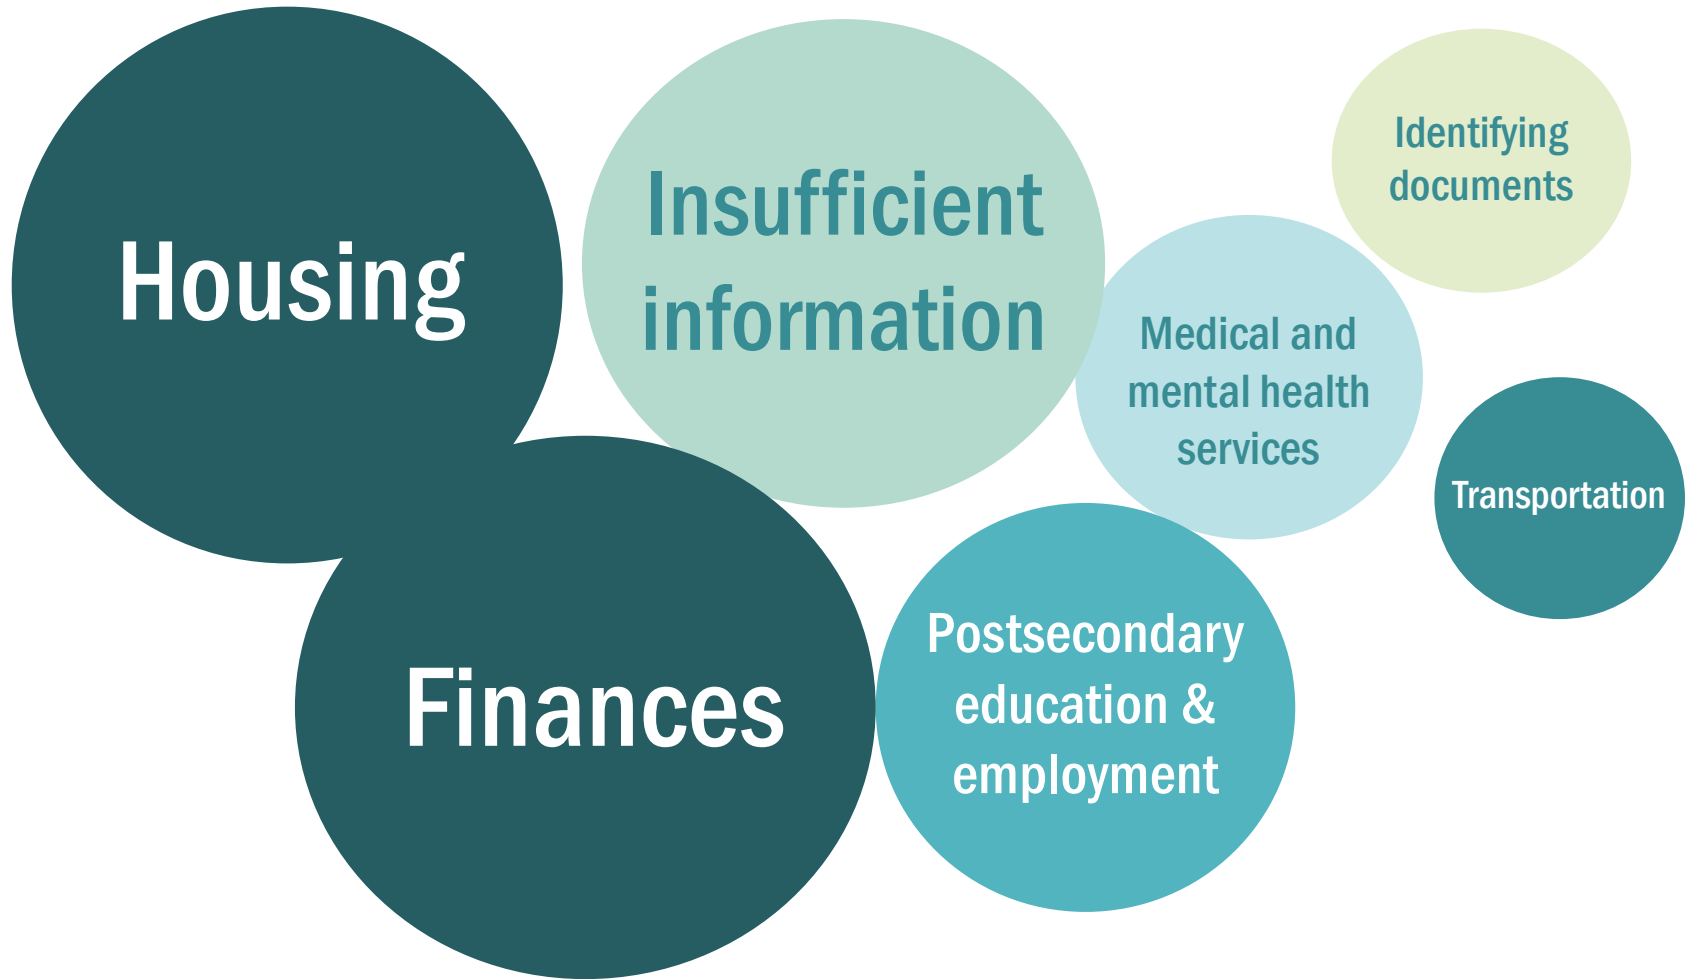 Housing
Insufficient
information
Identifying
documents
Medical and
mental health
services
Transportation
Finances
Postsecondary
education &
employment